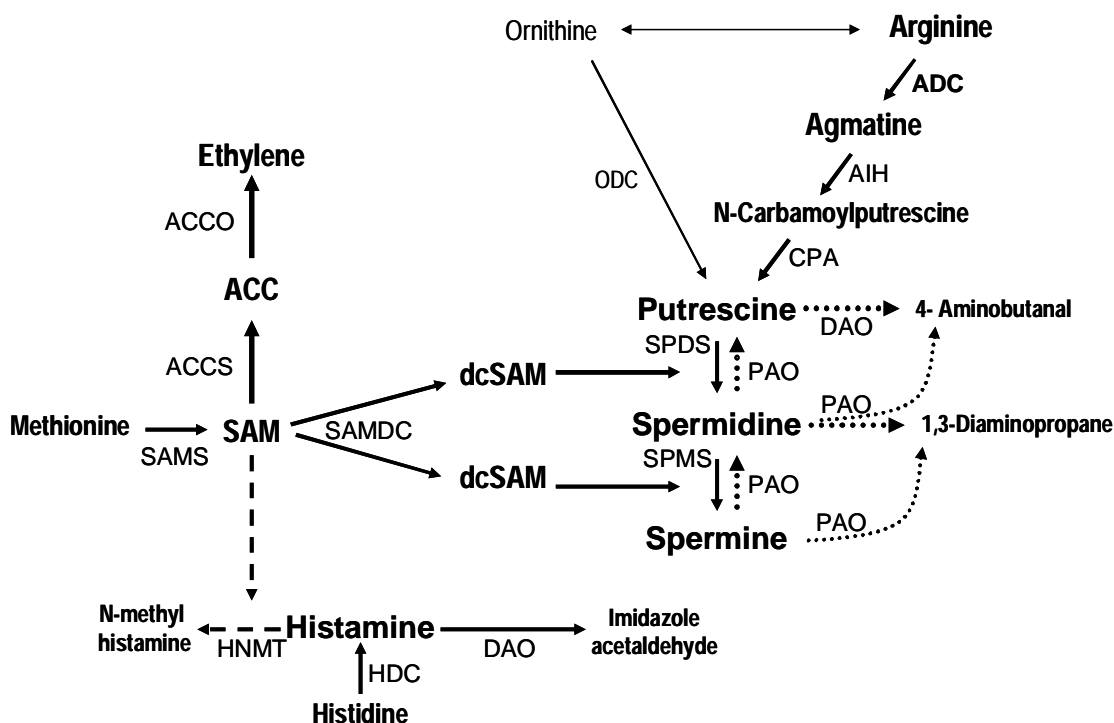 Ornithine
Arginine
ADC
Agmatine
Ethylene
AIH
ODC
N-Carbamoylputrescine
ACCO
CPA
ACC
Putrescine
4- Aminobutanal
DAO
SPDS
ACCS
dcSAM
PAO
PAO
Methionine
SAM
SAMDC
Spermidine
1,3-Diaminopropane
SAMS
SPMS
dcSAM
PAO
PAO
Spermine
N-methyl
histamine
Histamine
Imidazole
acetaldehyde
HNMT
DAO
HDC
Histidine